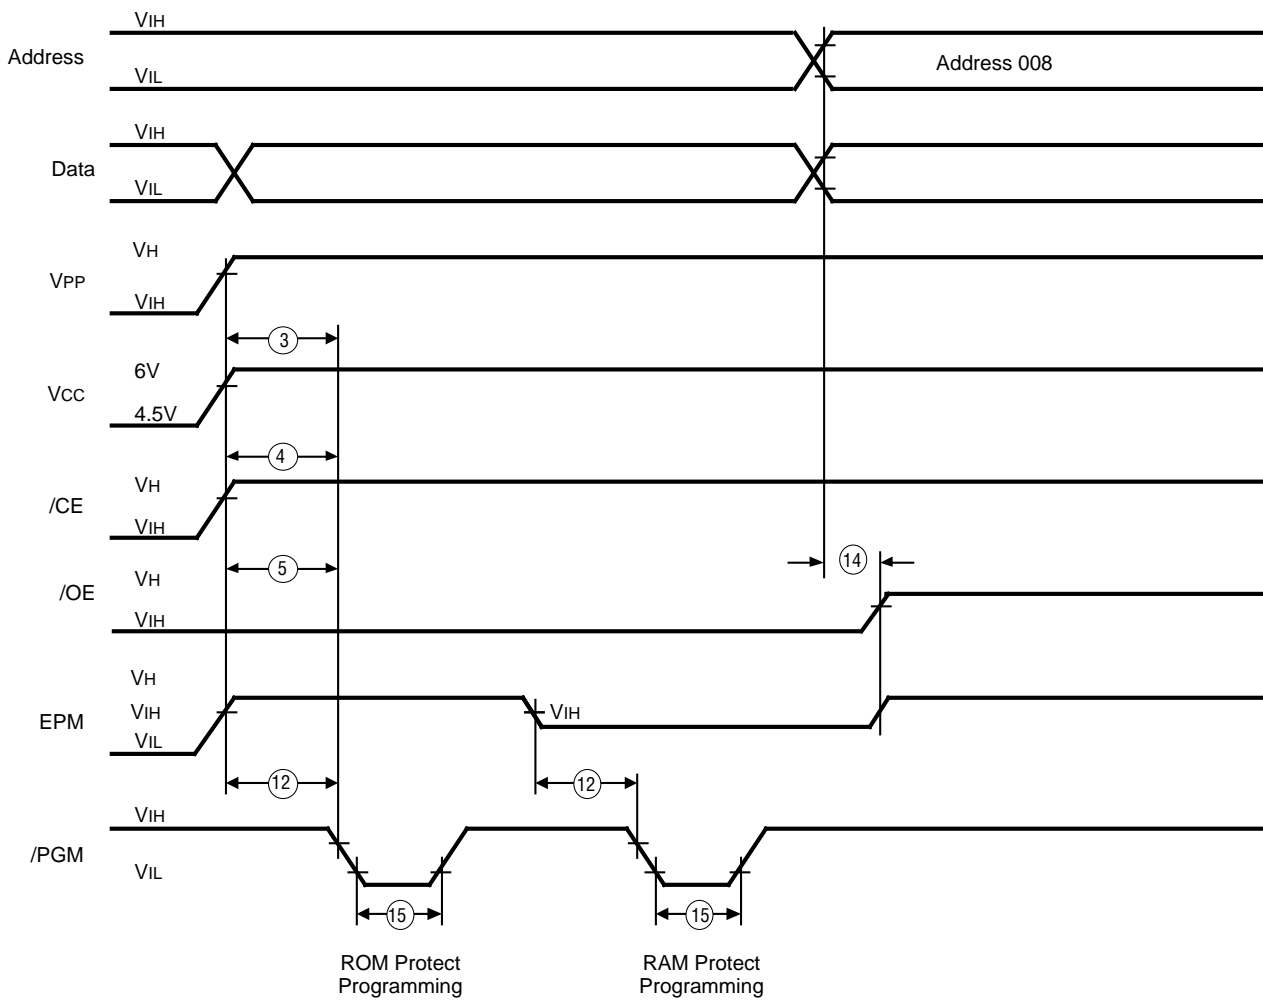 VIH
Address
VIL
Address 008
VIH
Data
VIL
VH
VPP
VIH
3
6V
VCC
4.5V
4
VH
/CE
VIH
5
14
VH
/OE
VIH
VH
VIH
EPM
VIL
VIH
12
12
VIH
/PGM
VIL
15
15
ROM Protect
Programming
RAM Protect
Programming